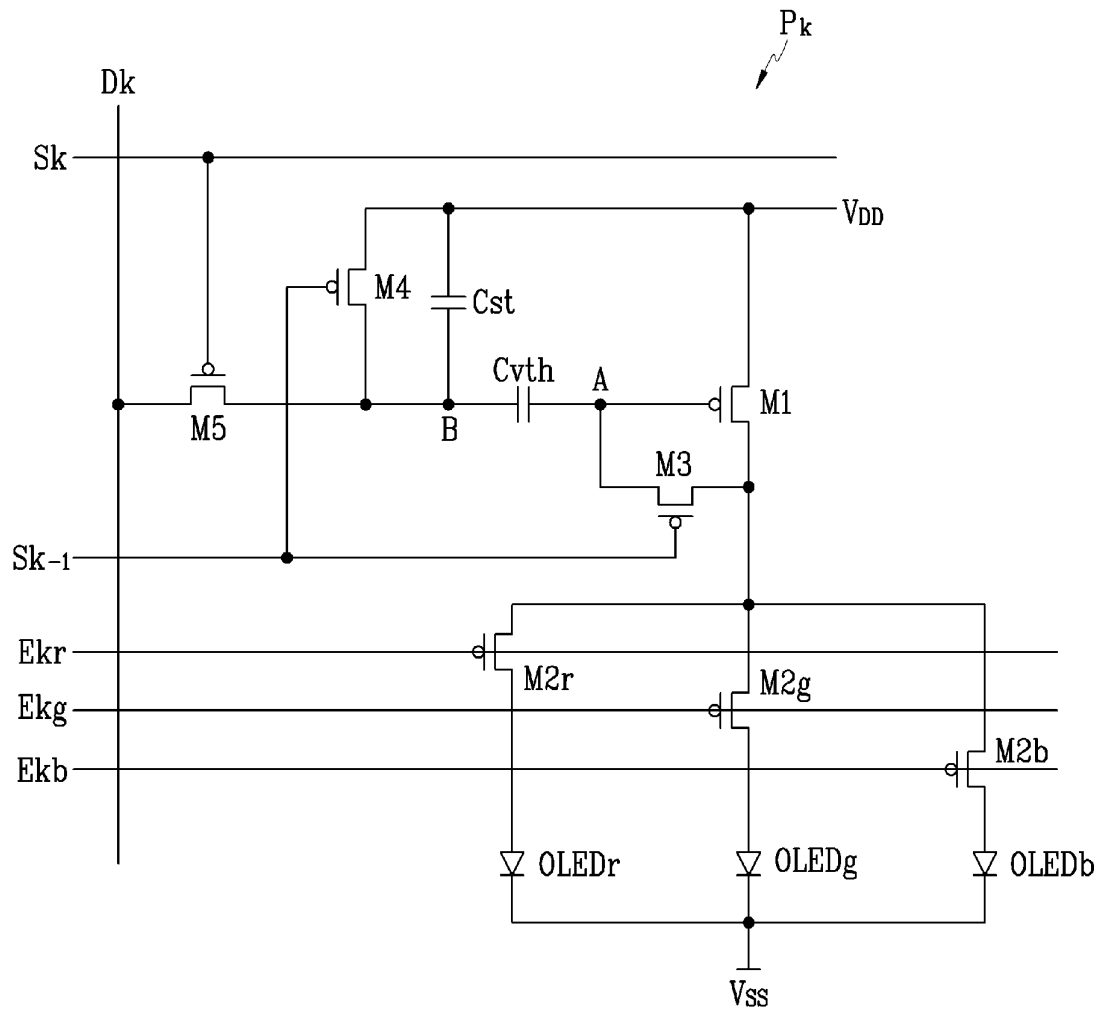 Pk
Dk
Sk
VDD
M4
Cst
Cvth
A
M1
M5
B
M3
Sk-1
Ekr
M2r
M2g
Ekg
M2b
Ekb
OLEDr
OLEDg
OLEDb
VSS